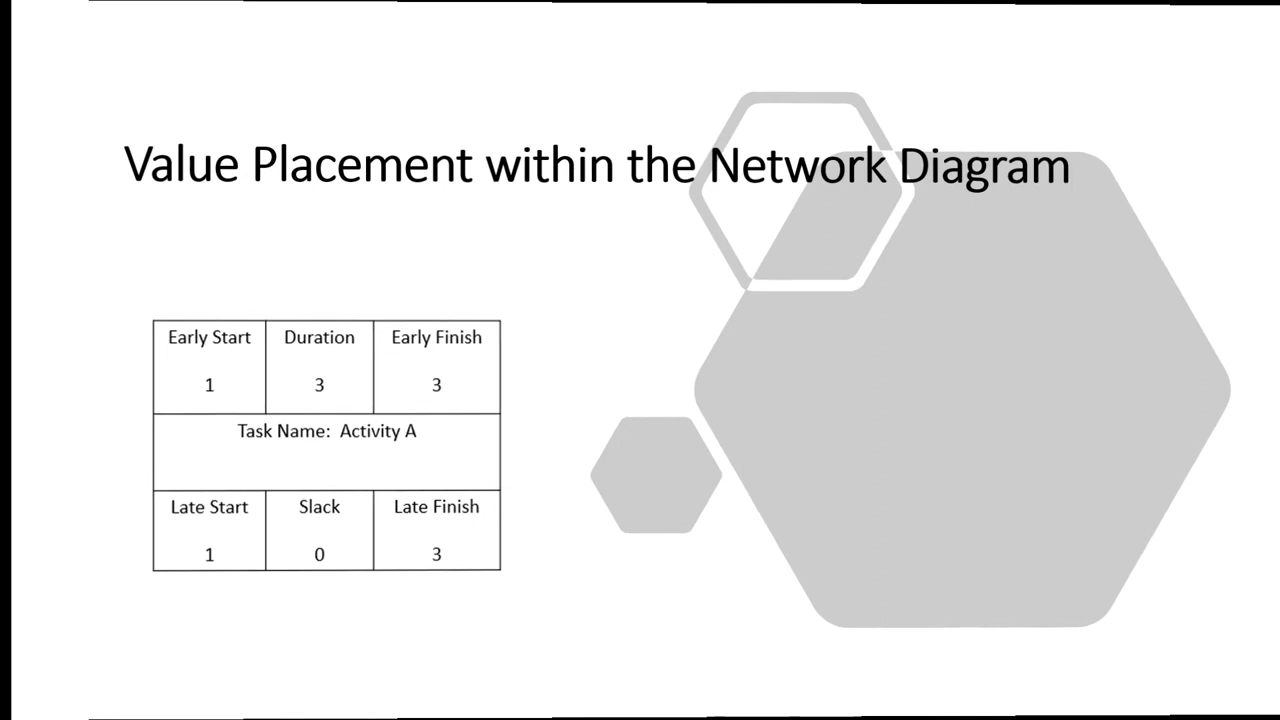 Value Placement within the Network Diagram
Early Start Duration Early Finish
1 3 3
Task Name: Activity A
Late Start Slack Late Finish
1 0 3